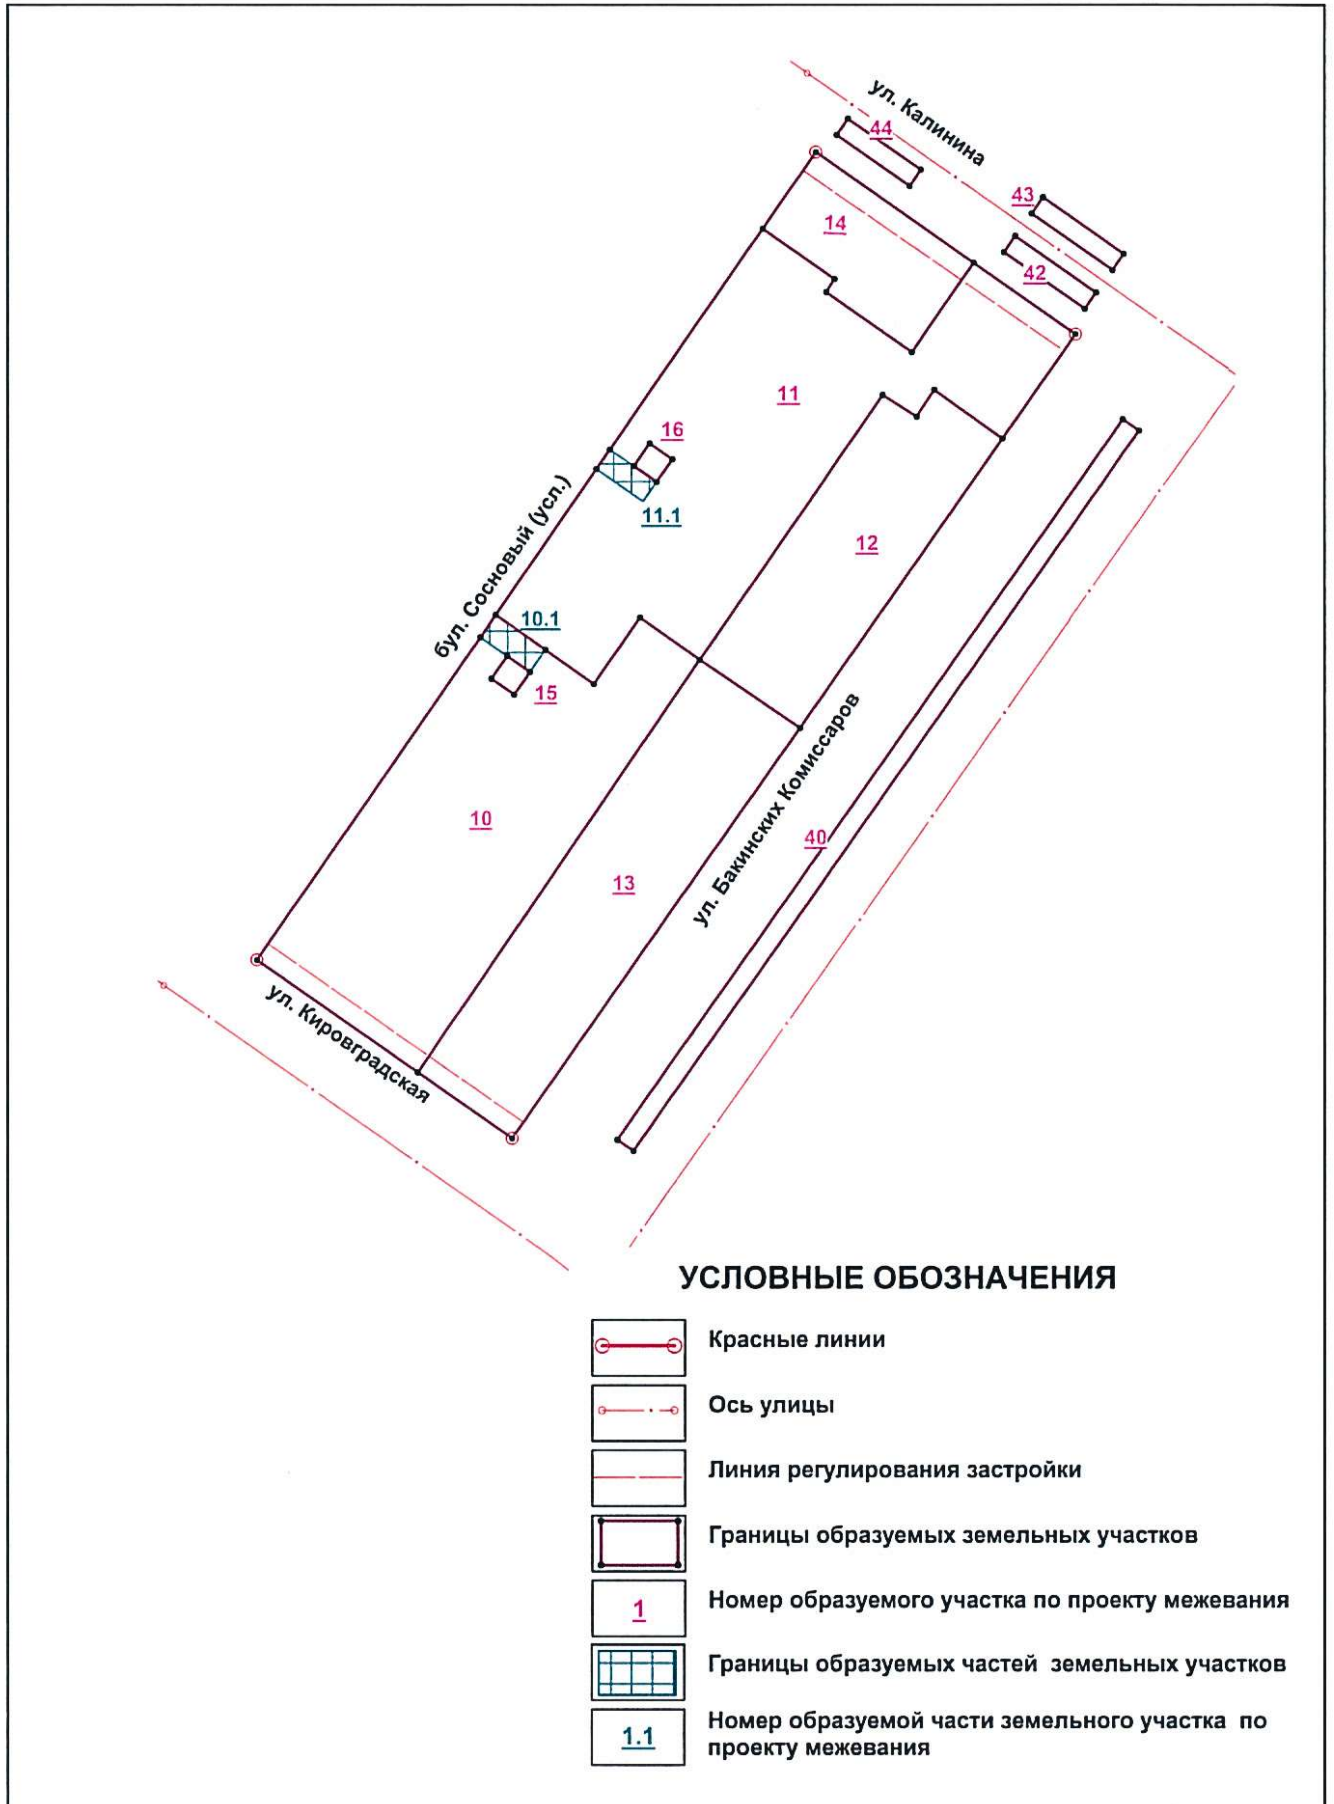 ул. Калинина
44
43
14
42
11
16
11.1
12
бул. Сосновый (усл.)
10.1
15
10
40
13
ул. Бакинских Комиссаров
ул. Кировградская
УСЛОВНЫЕ ОБОЗНАЧЕНИЯ
Красные линии
Ось улицы
Линия регулирования застройки
Границы образуемых земельных участков
1
Номер образуемого участка по проекту межевания
Границы образуемых частей земельных участков
1.1
Номер образуемой части земельного участка по
проекту межевания